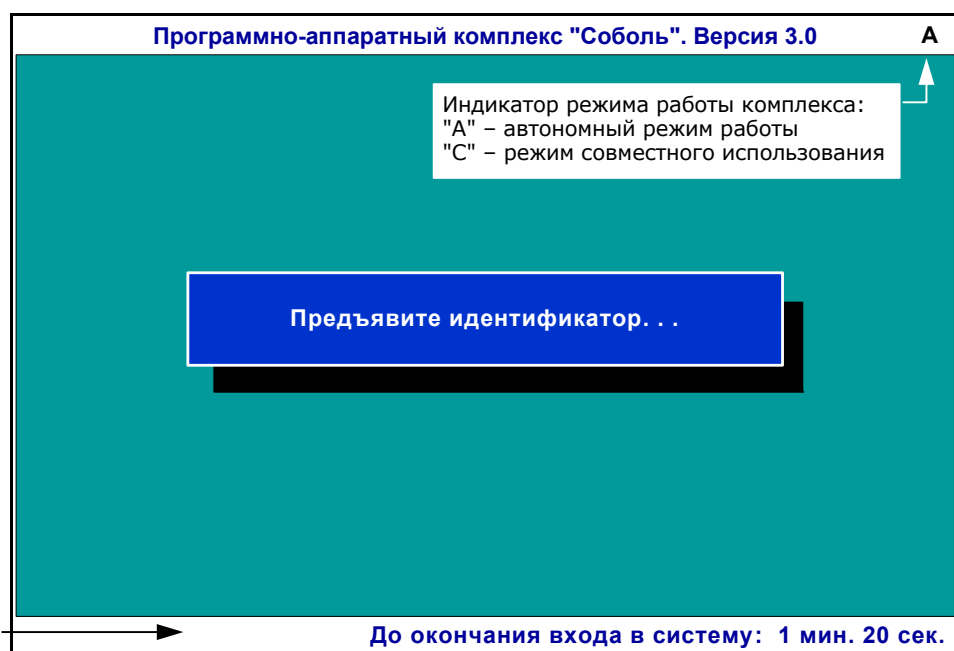 Программно-аппаратный комплекс "Соболь". Версия 3.0 А
Индикатор режима работы комплекса:
"А" – автономный режим работы
"С" – режим совместного использования
Предъявите идентификатор. . .
До окончания входа в систему: 1 мин. 20 сек.